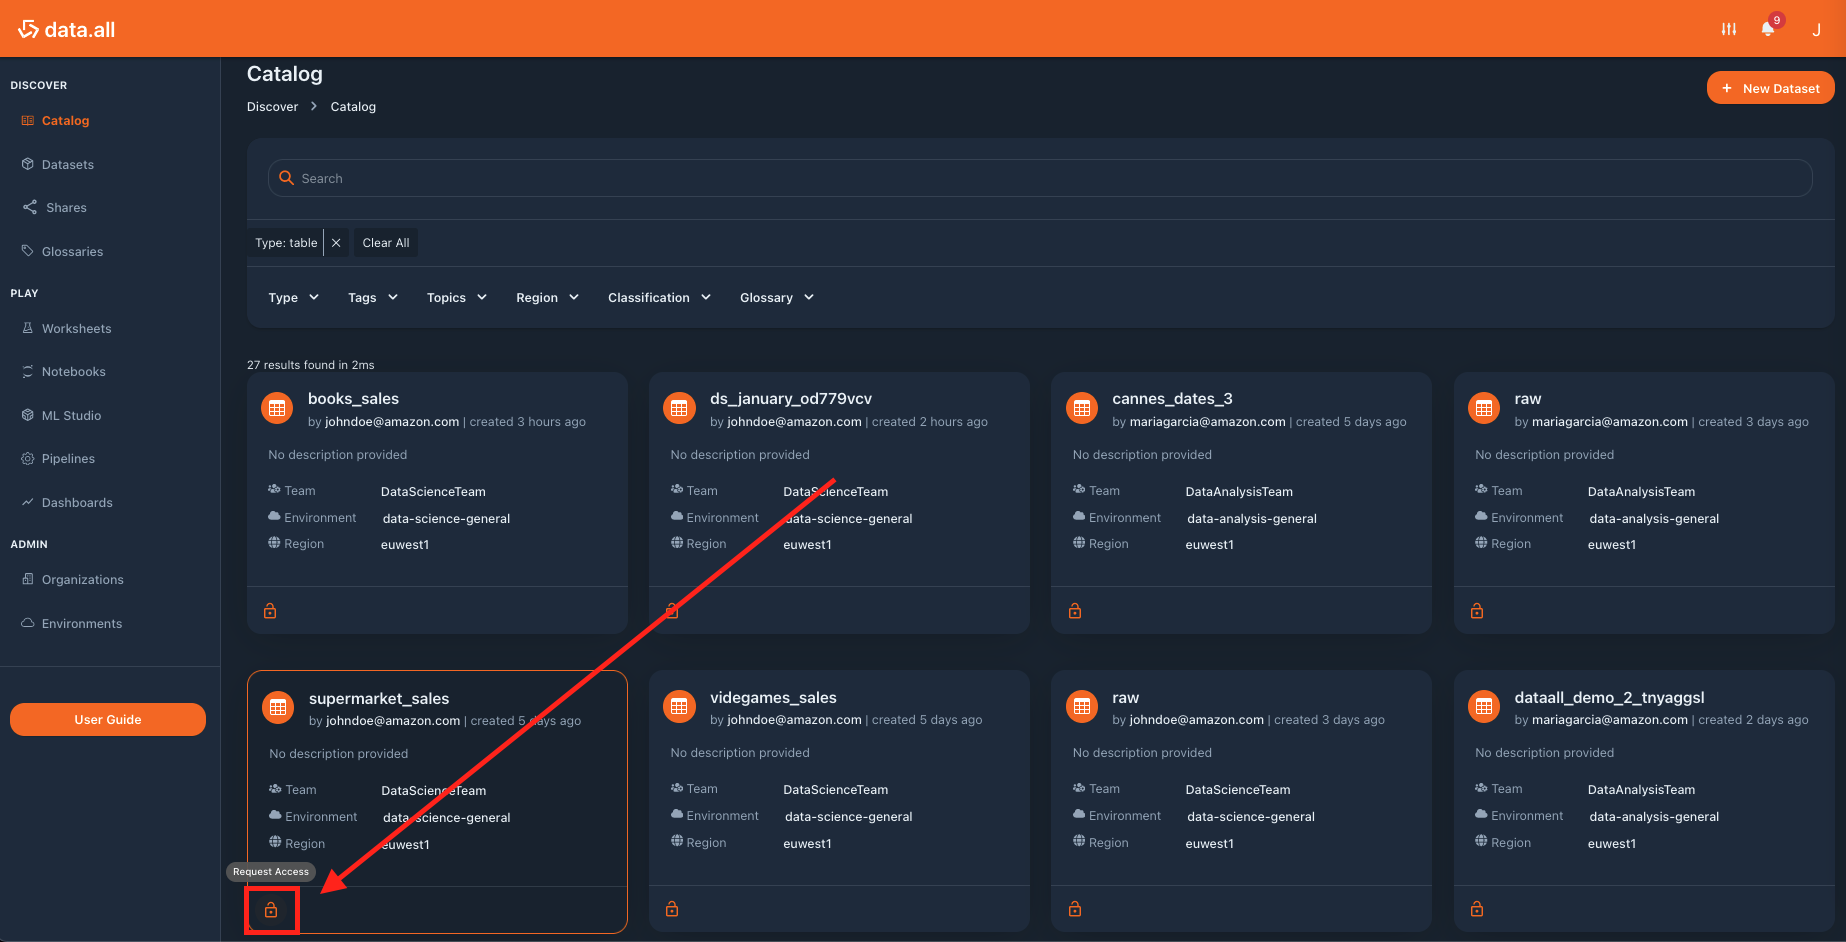 data.all
9
J
DISCOVER
Catalog
Datasets
Shares
Glossaries
PLAY
Worksheets
Notebooks
ML Studio
Pipelines
Dashboards
ADMIN
Organizations
Environments
User Guide
Catalog
Discover > Catalog
+ New Dataset
Search
Type: table × Clear All
Type Tags Topics Region Classification Glossary
27 results found in 2ms
books_sales
by johndoe@amazon.com | created 3 hours ago
No description provided
Team DataScienceTeam
Environment data-science-general
Region euwest1
ds_january_od779vcv
by johndoe@amazon.com | created 2 hours ago
No description provided
Team DataScienceTeam
Environment data-science-general
Region euwest1
cannes_dates_3
by mariagarcia@amazon.com | created 5 days ago
No description provided
Team DataAnalysisTeam
Environment data-analysis-general
Region euwest1
raw
by mariagarcia@amazon.com | created 3 days ago
No description provided
Team DataAnalysisTeam
Environment data-analysis-general
Region euwest1
supermarket_sales
by johndoe@amazon.com | created 5 days ago
No description provided
Team DataScienceTeam
Environment data-science-general
Region euwest1
Request Access
videgames_sales
by johndoe@amazon.com | created 5 days ago
No description provided
Team DataScienceTeam
Environment data-science-general
Region euwest1
raw
by johndoe@amazon.com | created 3 days ago
No description provided
Team DataScienceTeam
Environment data-science-general
Region euwest1
dataall_demo_2_tnyaggsl
by mariagarcia@amazon.com | created 2 days ago
No description provided
Team DataAnalysisTeam
Environment data-analysis-general
Region euwest1